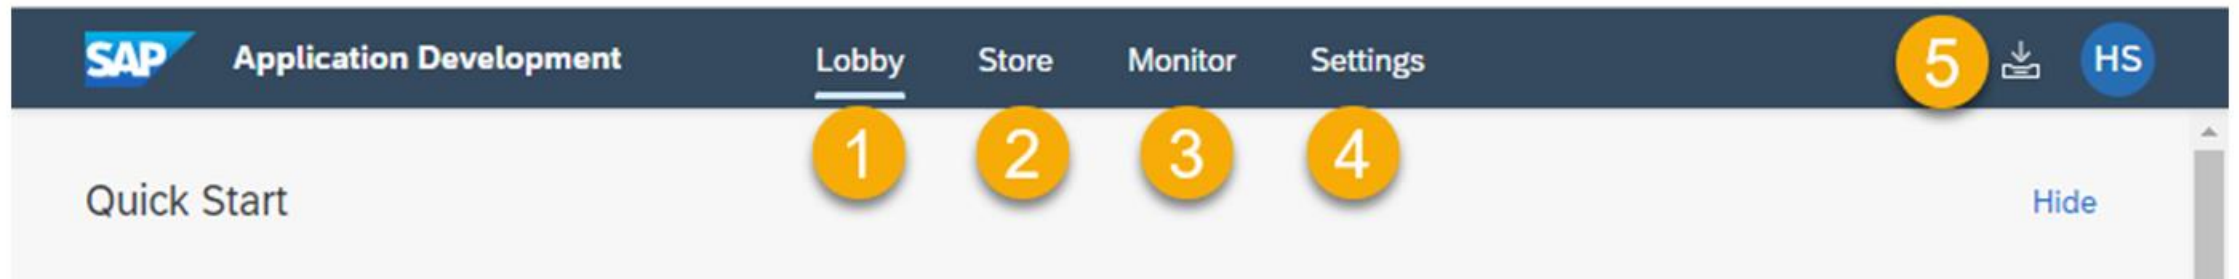 SAP Application Development Lobby Store Monitor Settings 5 HS
1 2 3 4
Quick Start Hide